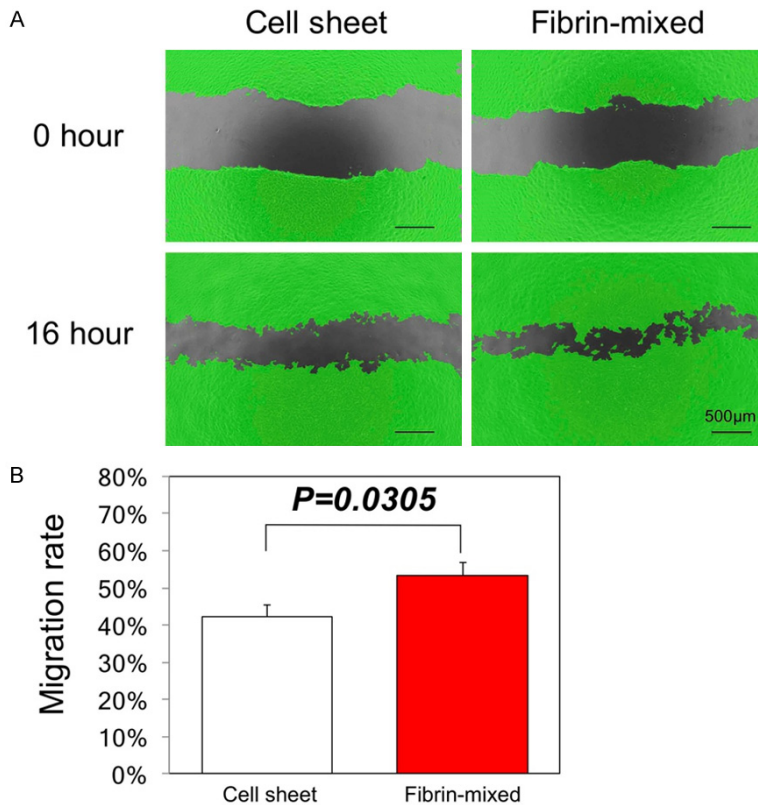 A
Cell sheet
Fibrin-mixed
0 hour
16 hour
500µm
B
80%
70%
60%
50%
40%
30%
20%
10%
0%
Migration rate
P=0.0305
Cell sheet
Fibrin-mixed